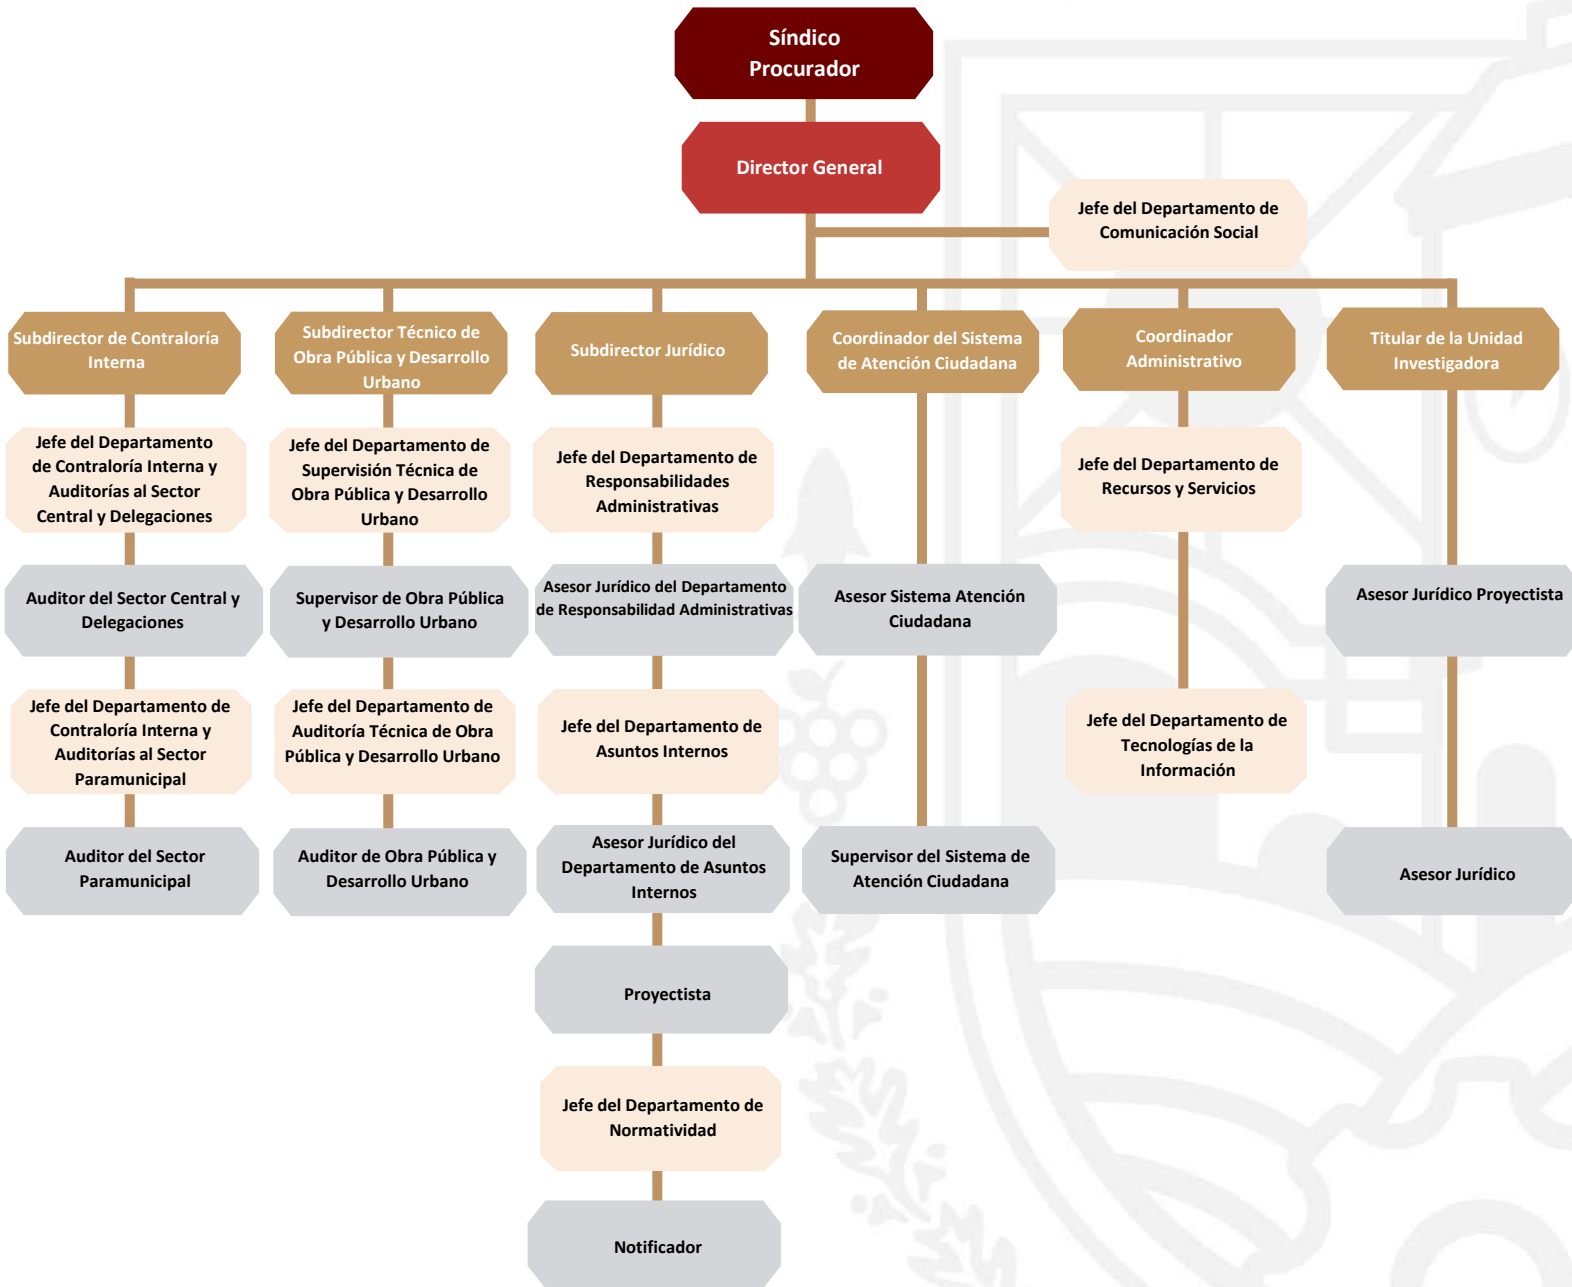 Síndico
Procurador
Director General
Jefe del Departamento de
Comunicación Social
Subdirector de Contraloría
Interna
Subdirector Técnico de
Obra Pública y Desarrollo
Urbano
Subdirector Jurídico
Coordinador del Sistema
de Atención Ciudadana
Coordinador
Administrativo
Titular de la Unidad
Investigadora
Jefe del Departamento
de Contraloría Interna y
Auditorías al Sector
Central y Delegaciones
Jefe del Departamento de
Supervisión Técnica de
Obra Pública y Desarrollo
Urbano
Jefe del Departamento de
Responsabilidades
Administrativas
Jefe del Departamento de
Recursos y Servicios
Auditor del Sector Central y
Delegaciones
Supervisor de Obra Pública
y Desarrollo Urbano
Asesor Jurídico del Departamento
de Responsabilidad Administrativas
Asesor Sistema Atención
Ciudadana
Asesor Jurídico Proyectista
Jefe del Departamento de
Contraloría Interna y
Auditorías al Sector
Paramunicipal
Jefe del Departamento de
Auditoría Técnica de Obra
Pública y Desarrollo Urbano
Jefe del Departamento de
Asuntos Internos
Jefe del Departamento de
Tecnologías de la
Información
Auditor del Sector
Paramunicipal
Auditor de Obra Pública y
Desarrollo Urbano
Asesor Jurídico del
Departamento de Asuntos
Internos
Supervisor del Sistema de
Atención Ciudadana
Asesor Jurídico
Proyectista
Jefe del Departamento de
Normatividad
Notificador